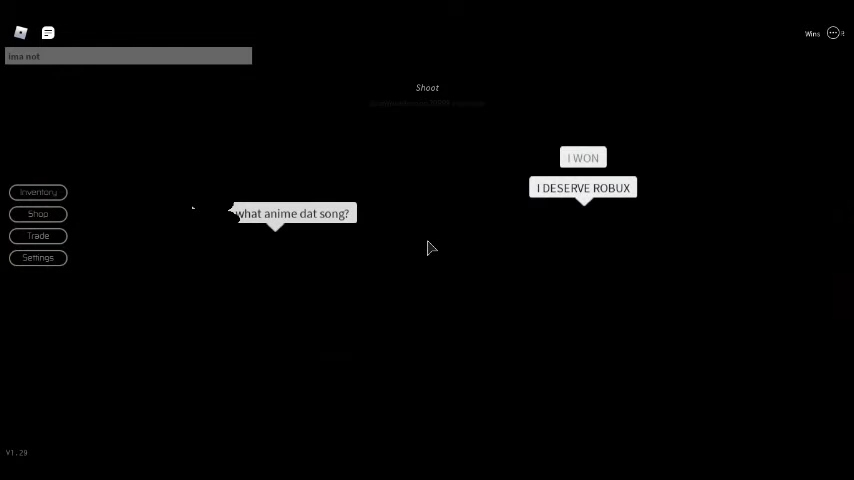 Wins
ima not
Shoot
I WON
I DESERVE ROBUX
what anime dat song?
Inventory
Shop
Trade
Settings
V1.29